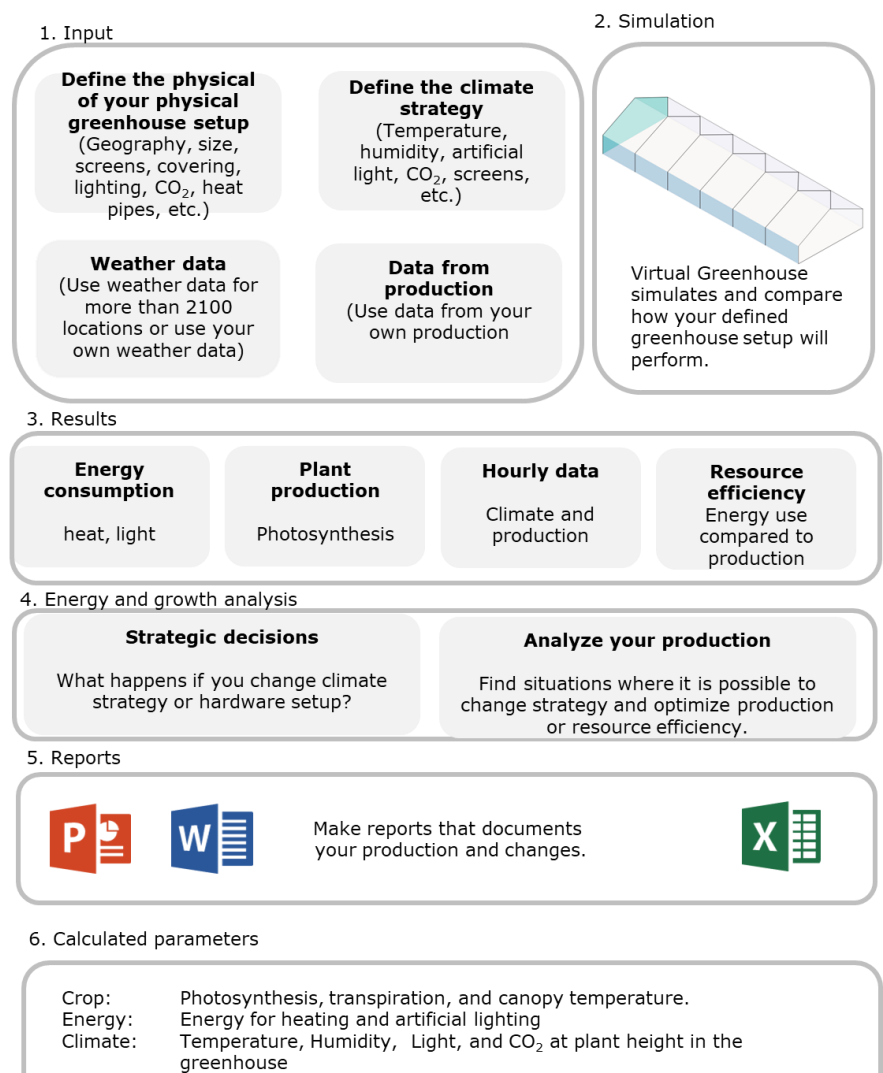 1. Input
Define the physical
of your physical
greenhouse setup
(Geography, size,
screens, covering,
lighting, CO₂, heat
pipes, etc.)
Define the climate
strategy
(Temperature,
humidity, artificial
light, CO₂, screens,
etc.)
Weather data
(Use weather data for
more than 2100
locations or use your
own weather data)
Data from
production
(Use data from your
own production
2. Simulation
Virtual Greenhouse
simulates and compare
how your defined
greenhouse setup will
perform.
3. Results
Energy
consumption
heat, light
Plant
production
Photosynthesis
Hourly data
Climate and
production
Resource
efficiency
Energy use
compared to
production
4. Energy and growth analysis
Strategic decisions
What happens if you change climate
strategy or hardware setup?
Analyze your production
Find situations where it is possible to
change strategy and optimize production
or resource efficiency.
5. Reports
P
W
Make reports that documents
your production and changes.
X
6. Calculated parameters
Crop: Photosynthesis, transpiration, and canopy temperature.
Energy: Energy for heating and artificial lighting
Climate: Temperature, Humidity, Light, and CO₂ at plant height in the
greenhouse